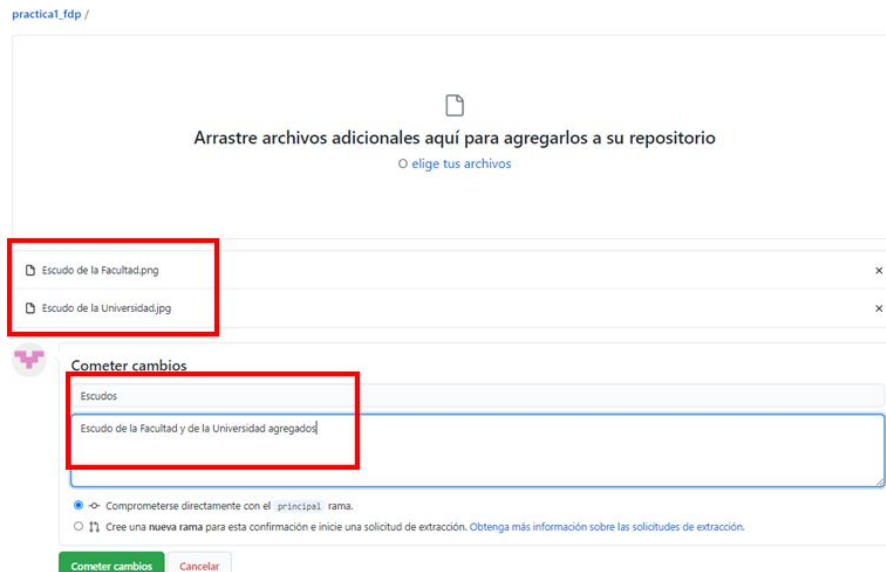 practica1_fdp /
Arrastre archivos adicionales aquí para agregarlos a su repositorio
O elige tus archivos
Escudo de la Facultad.png
Escudo de la Universidad.jpg
Cometer cambios
Escudos
Escudo de la Facultad y de la Universidad agregados
Comprometerse directamente con el principal rama.
Cree una nueva rama para esta confirmación e inicie una solicitud de extracción. Obtenga más información sobre las solicitudes de extracción.
Cometer cambios Cancelar